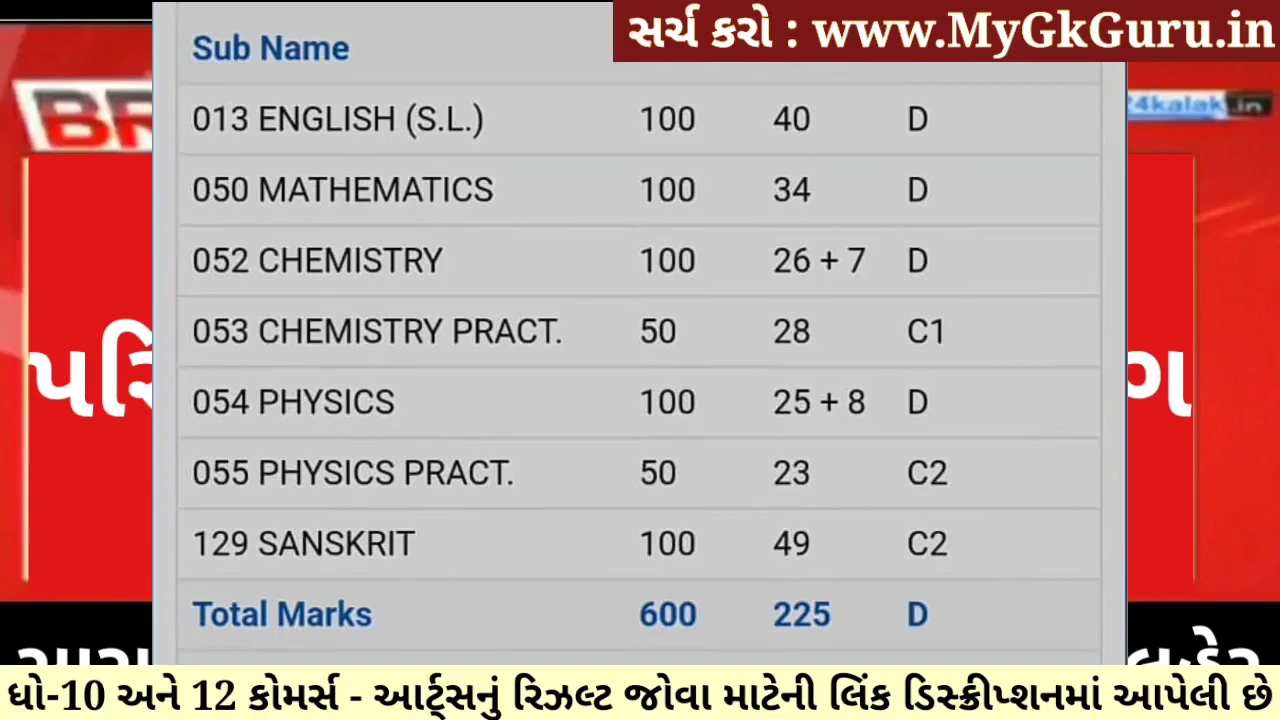 સર્ચ કરો : www.MyGkGuru.in
Sub Name
24kalak.in
013 ENGLISH (S.L.) 100 40 D
050 MATHEMATICS 100 34 D
052 CHEMISTRY 100 26 + 7 D
053 CHEMISTRY PRACT. 50 28 C1
054 PHYSICS 100 25 + 8 D
055 PHYSICS PRACT. 50 23 C2
129 SANSKRIT 100 49 C2
Total Marks 600 225 D
ધો-10 અને 12 કોમર્સ - આર્ટ્સનું રિઝલ્ટ જોવા માટેની લિંક ડિસ્ક્રીપ્શનમાં આપેલી છે